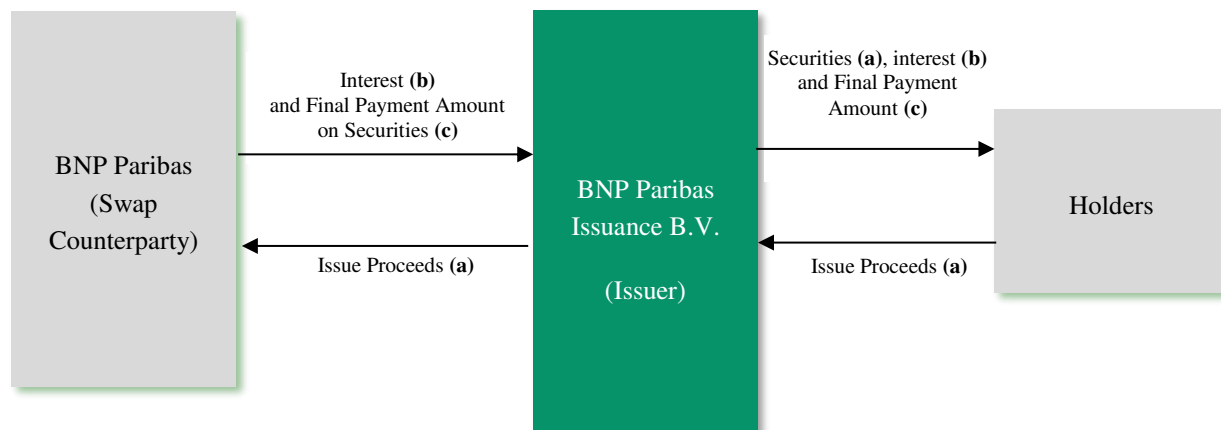 BNP Paribas
(Swap
Counterparty)
Interest (b)
and Final Payment Amount
on Securities (c)
Issue Proceeds (a)
BNP Paribas
Issuance B.V.
(Issuer)
Securities (a), interest (b)
and Final Payment
Amount (c)
Issue Proceeds (a)
Holders